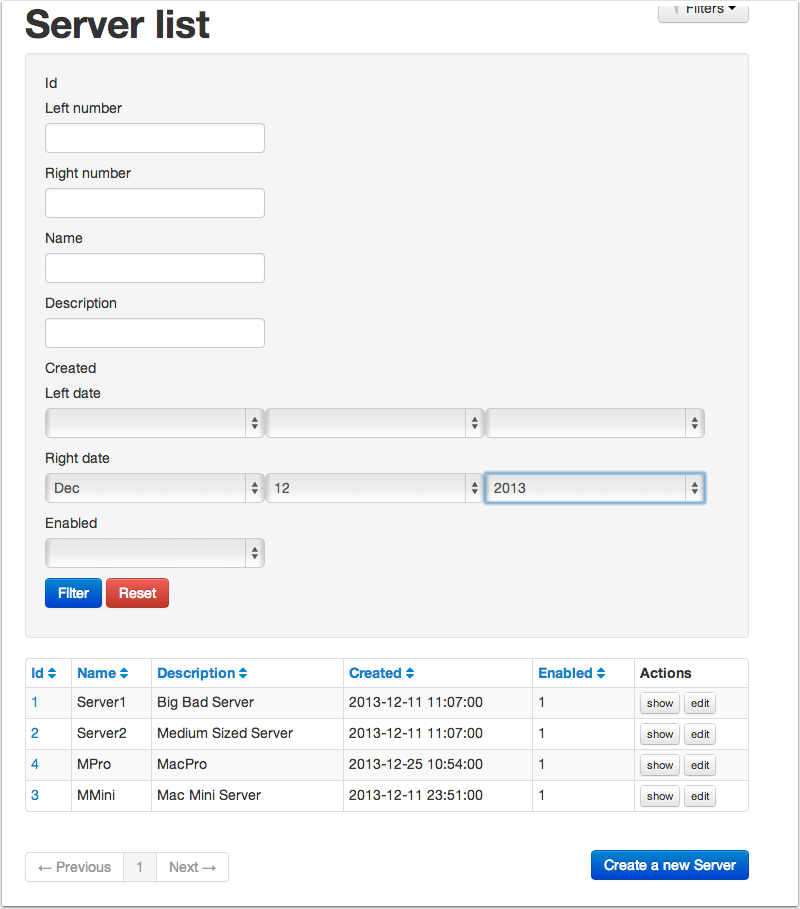 Server list
Filters
Id
Left number
Right number
Name
Description
Created
Left date
Right date
Dec 12 2013
Enabled
Filter Reset
Id Name Description Created Enabled Actions
1 Server1 Big Bad Server 2013-12-11 11:07:00 1 show edit
2 Server2 Medium Sized Server 2013-12-11 11:07:00 1 show edit
4 MPro MacPro 2013-12-25 10:54:00 1 show edit
3 MMini Mac Mini Server 2013-12-11 23:51:00 1 show edit
← Previous 1 Next → Create a new Server